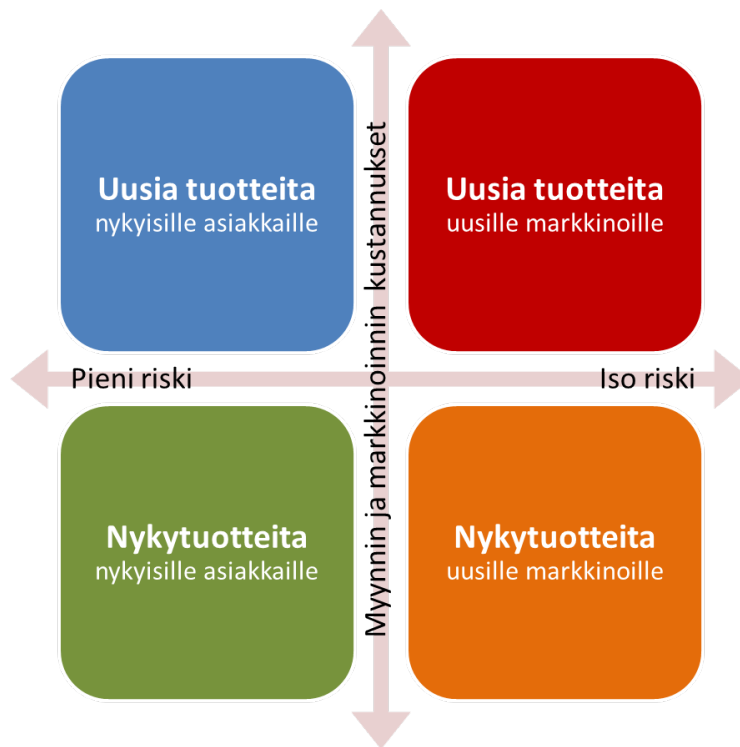 Uusia tuotteita
nykyisille asiakkaille
Uusia tuotteita
uusille markkinoille
Myynnin ja markkinoinnin kustannukset
Pieni riski
Iso riski
Nykytuotteita
nykyisille asiakkaille
Nykytuotteita
uusille markkinoille